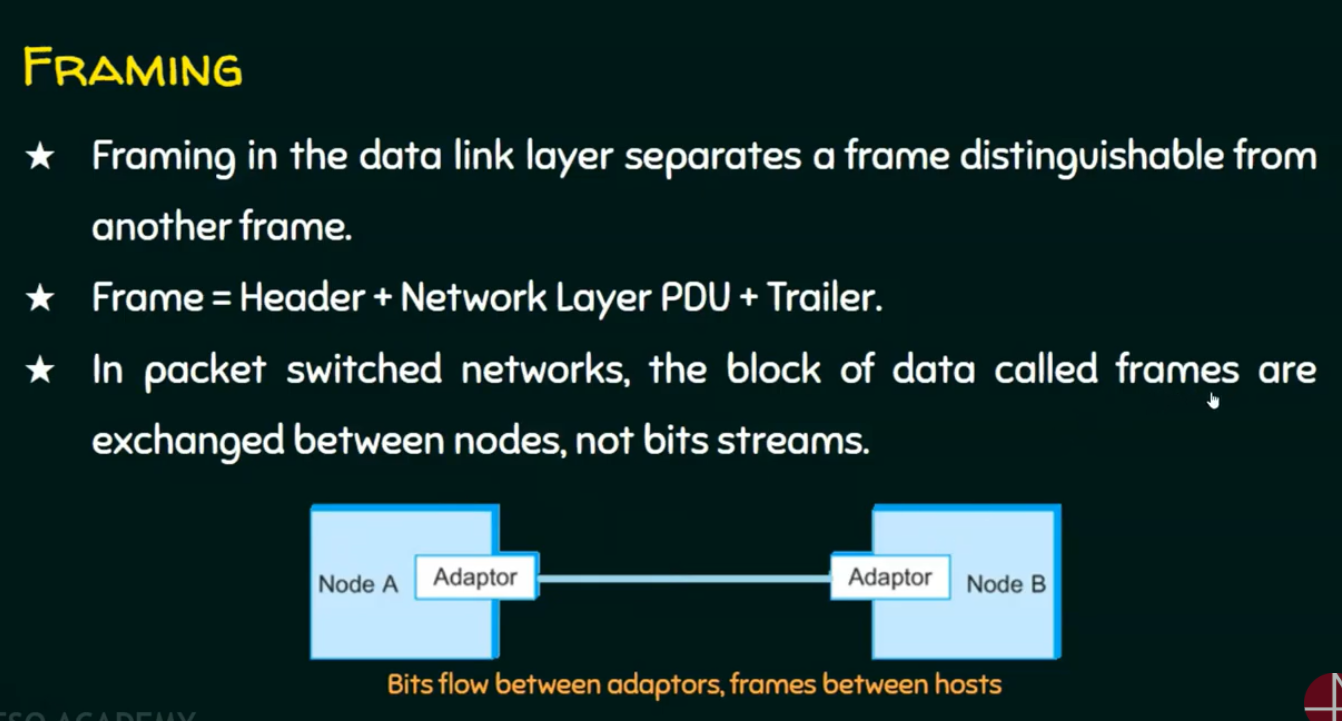 FRAMING
★ Framing in the data link layer separates a frame distinguishable from
another frame.
★ Frame = Header + Network Layer PDU + Trailer.
★ In packet switched networks, the block of data called frames are
exchanged between nodes, not bits streams.
Node A Adaptor Adaptor Node B
Bits flow between adaptors, frames between hosts
ACADEMY